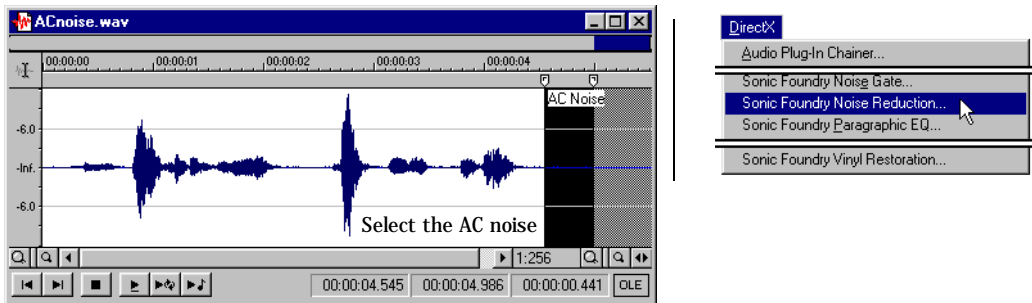 ACnoise.wav
00:00:00 00:00:01 00:00:02 00:00:03 00:00:04
AC Noise
-6.0
-Inf.
-6.0
Select the AC noise
1:256
00:00:04.545 00:00:04.986 00:00:00.441 OLE
DirectX
Audio Plug-In Chainer...
Sonic Foundry Noise Gate...
Sonic Foundry Noise Reduction...
Sonic Foundry Paragraphic EQ...
Sonic Foundry Vinyl Restoration...